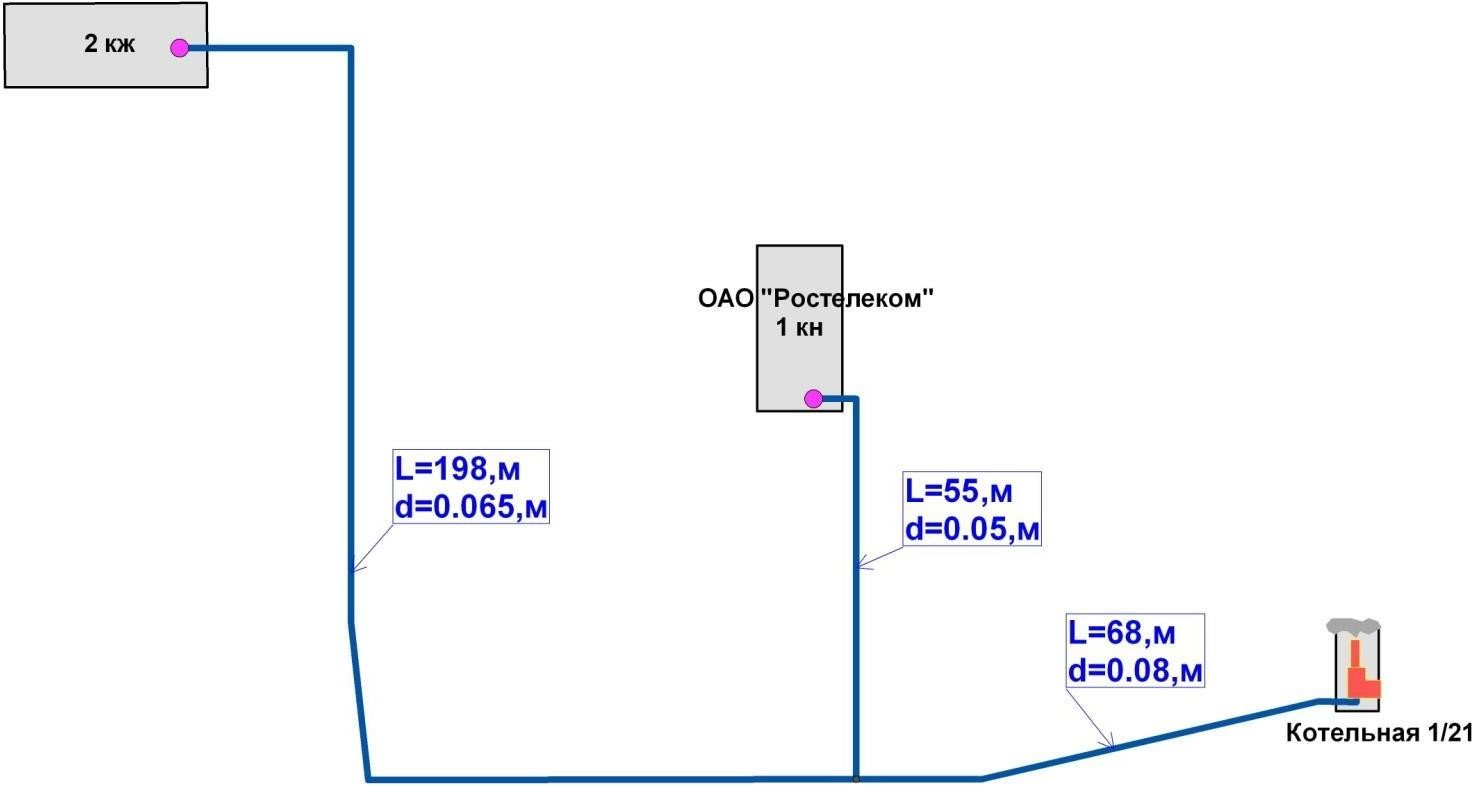 2 кж
ОАО "Ростелеком"
1 кн
L=198,м
d=0.065,м
L=55,м
d=0.05,м
L=68,м
d=0.08,м
Котельная 1/21